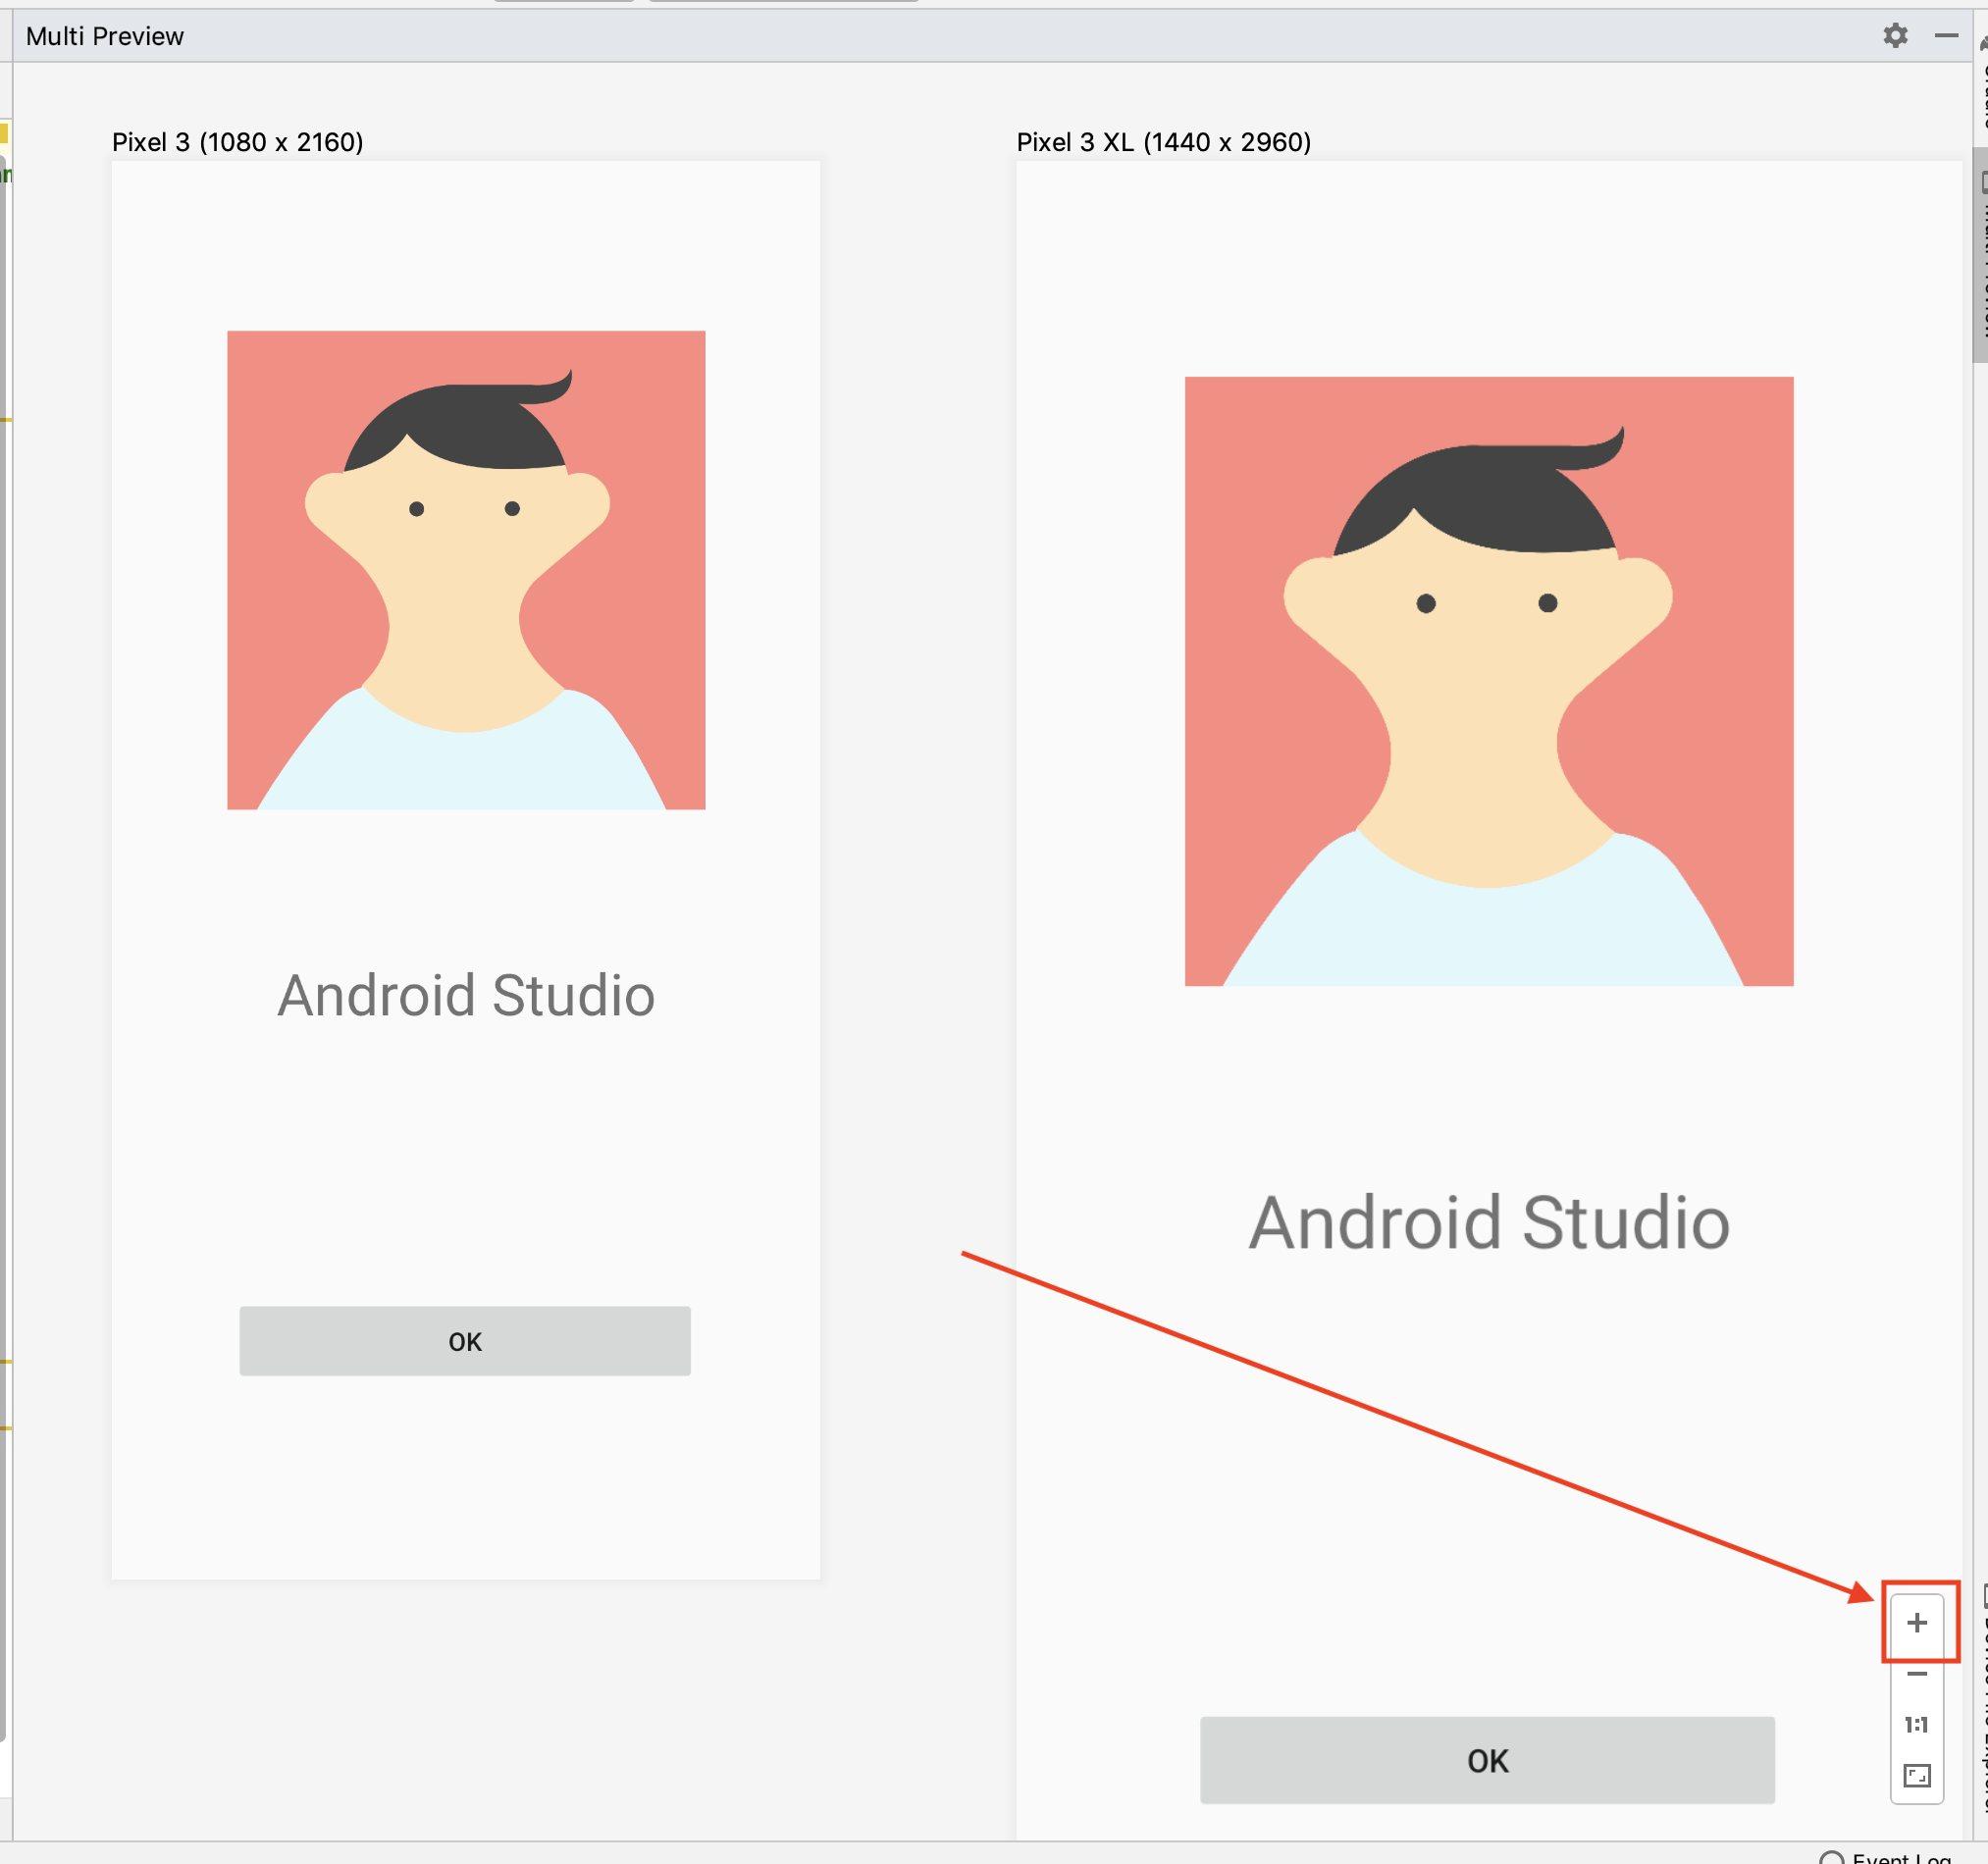 Multi Preview
Pixel 3 (1080 x 2160)
Pixel 3 XL (1440 x 2960)
Android Studio
Android Studio
OK
OK
1:1
Event Log